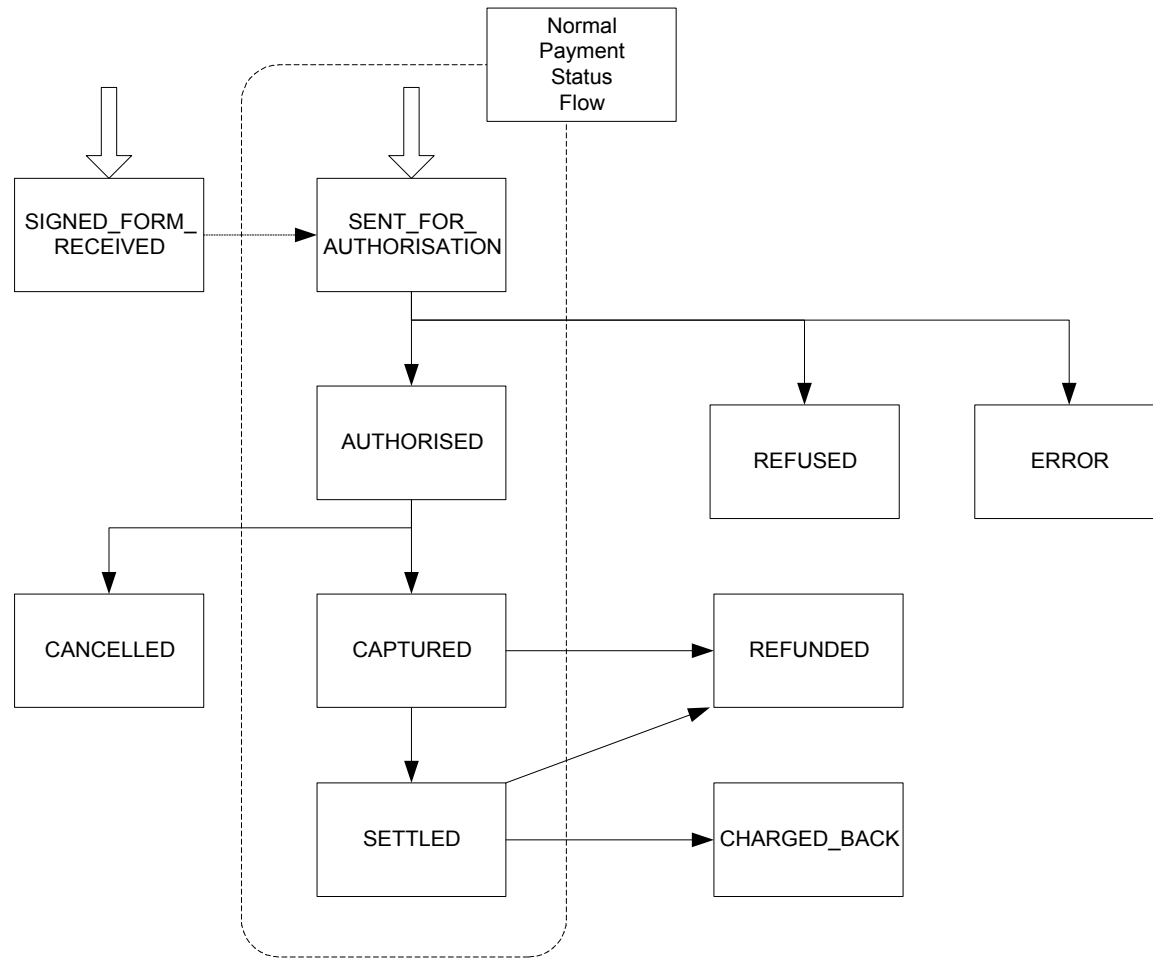 Normal
Payment
Status
Flow
SIGNED_FORM_
RECEIVED
SENT_FOR_
AUTHORISATION
AUTHORISED
REFUSED
ERROR
CANCELLED
CAPTURED
REFUNDED
SETTLED
CHARGED_BACK